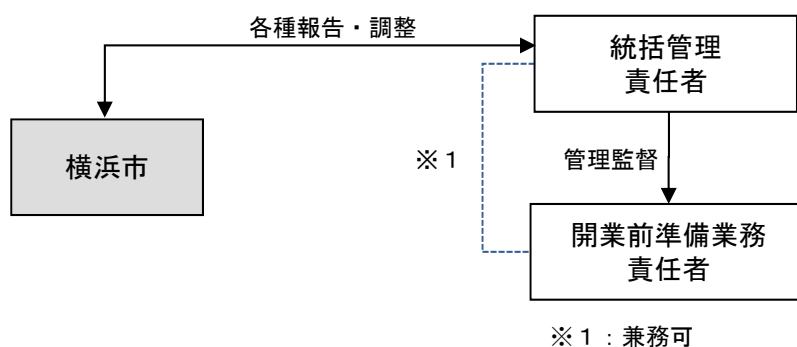 各種報告・調整
統括管理
責任者
横浜市
※１
管理監督
開業前準備業務
責任者
※１：兼務可